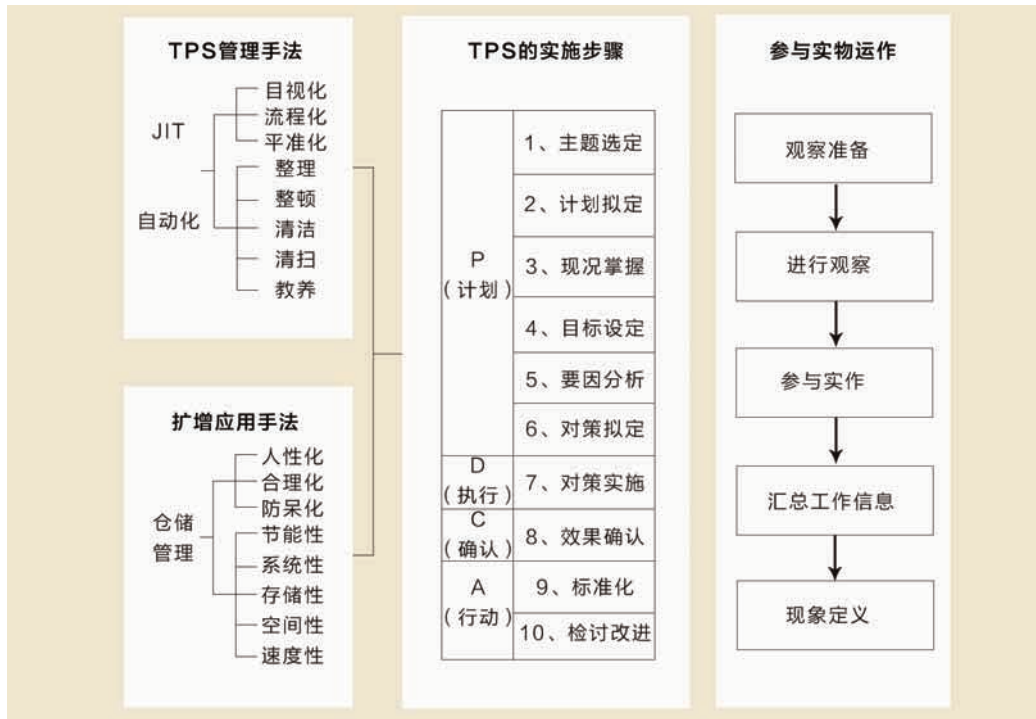 TPS管理手法
JIT
目视化
流程化
平准化
自动化
整理
整顿
清洁
清扫
教养
扩增应用手法
仓储
管理
人性化
合理化
防呆化
节能性
系统性
存储性
空间性
速度性
TPS的实施步骤
P
(计划)
1、主题选定
2、计划拟定
3、现况掌握
4、目标设定
5、要因分析
6、对策拟定
D
(执行)
7、对策实施
C
(确认)
8、效果确认
A
(行动)
9、标准化
10、检讨改进
参与实物运作
观察准备
进行观察
参与实作
汇总工作信息
现象定义